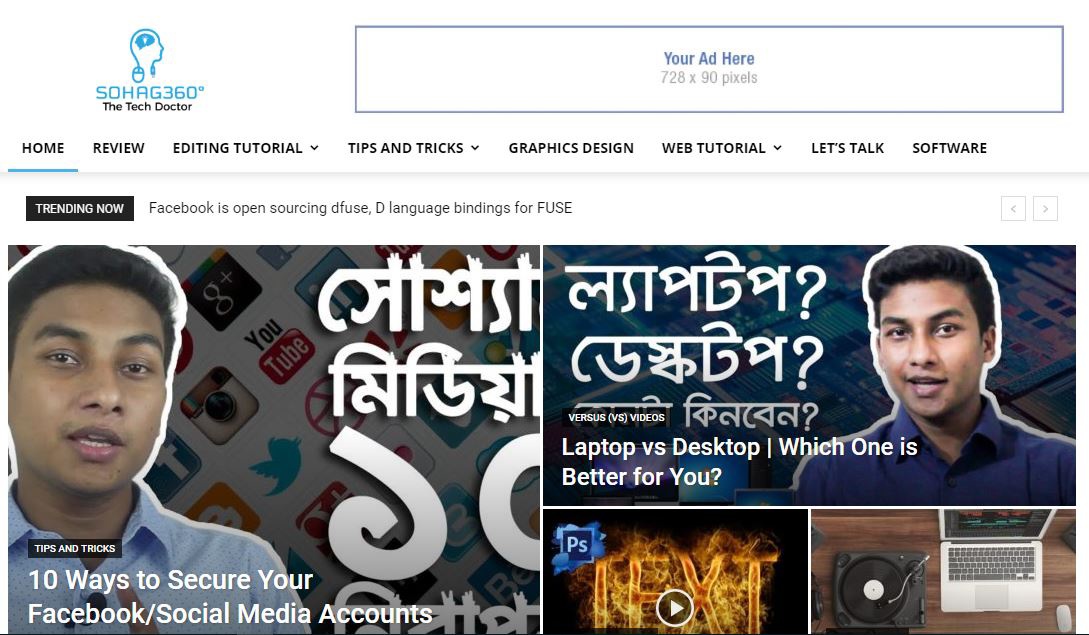 SOHAG360°
The Tech Doctor
Your Ad Here
728 x 90 pixels
HOME REVIEW EDITING TUTORIAL TIPS AND TRICKS GRAPHICS DESIGN WEB TUTORIAL LET'S TALK SOFTWARE
TRENDING NOW Facebook is open sourcing dfuse, D language bindings for FUSE
g+
You
Tube
সোশ্যা
মিডিয়া
১০
TIPS AND TRICKS
10 Ways to Secure Your
Facebook/Social Media Accounts
ল্যাপটপ?
ডেস্কটপ?
কিনবেন?
VERSUS (VS) VIDEOS
Laptop vs Desktop | Which One is
Better for You?
Ps